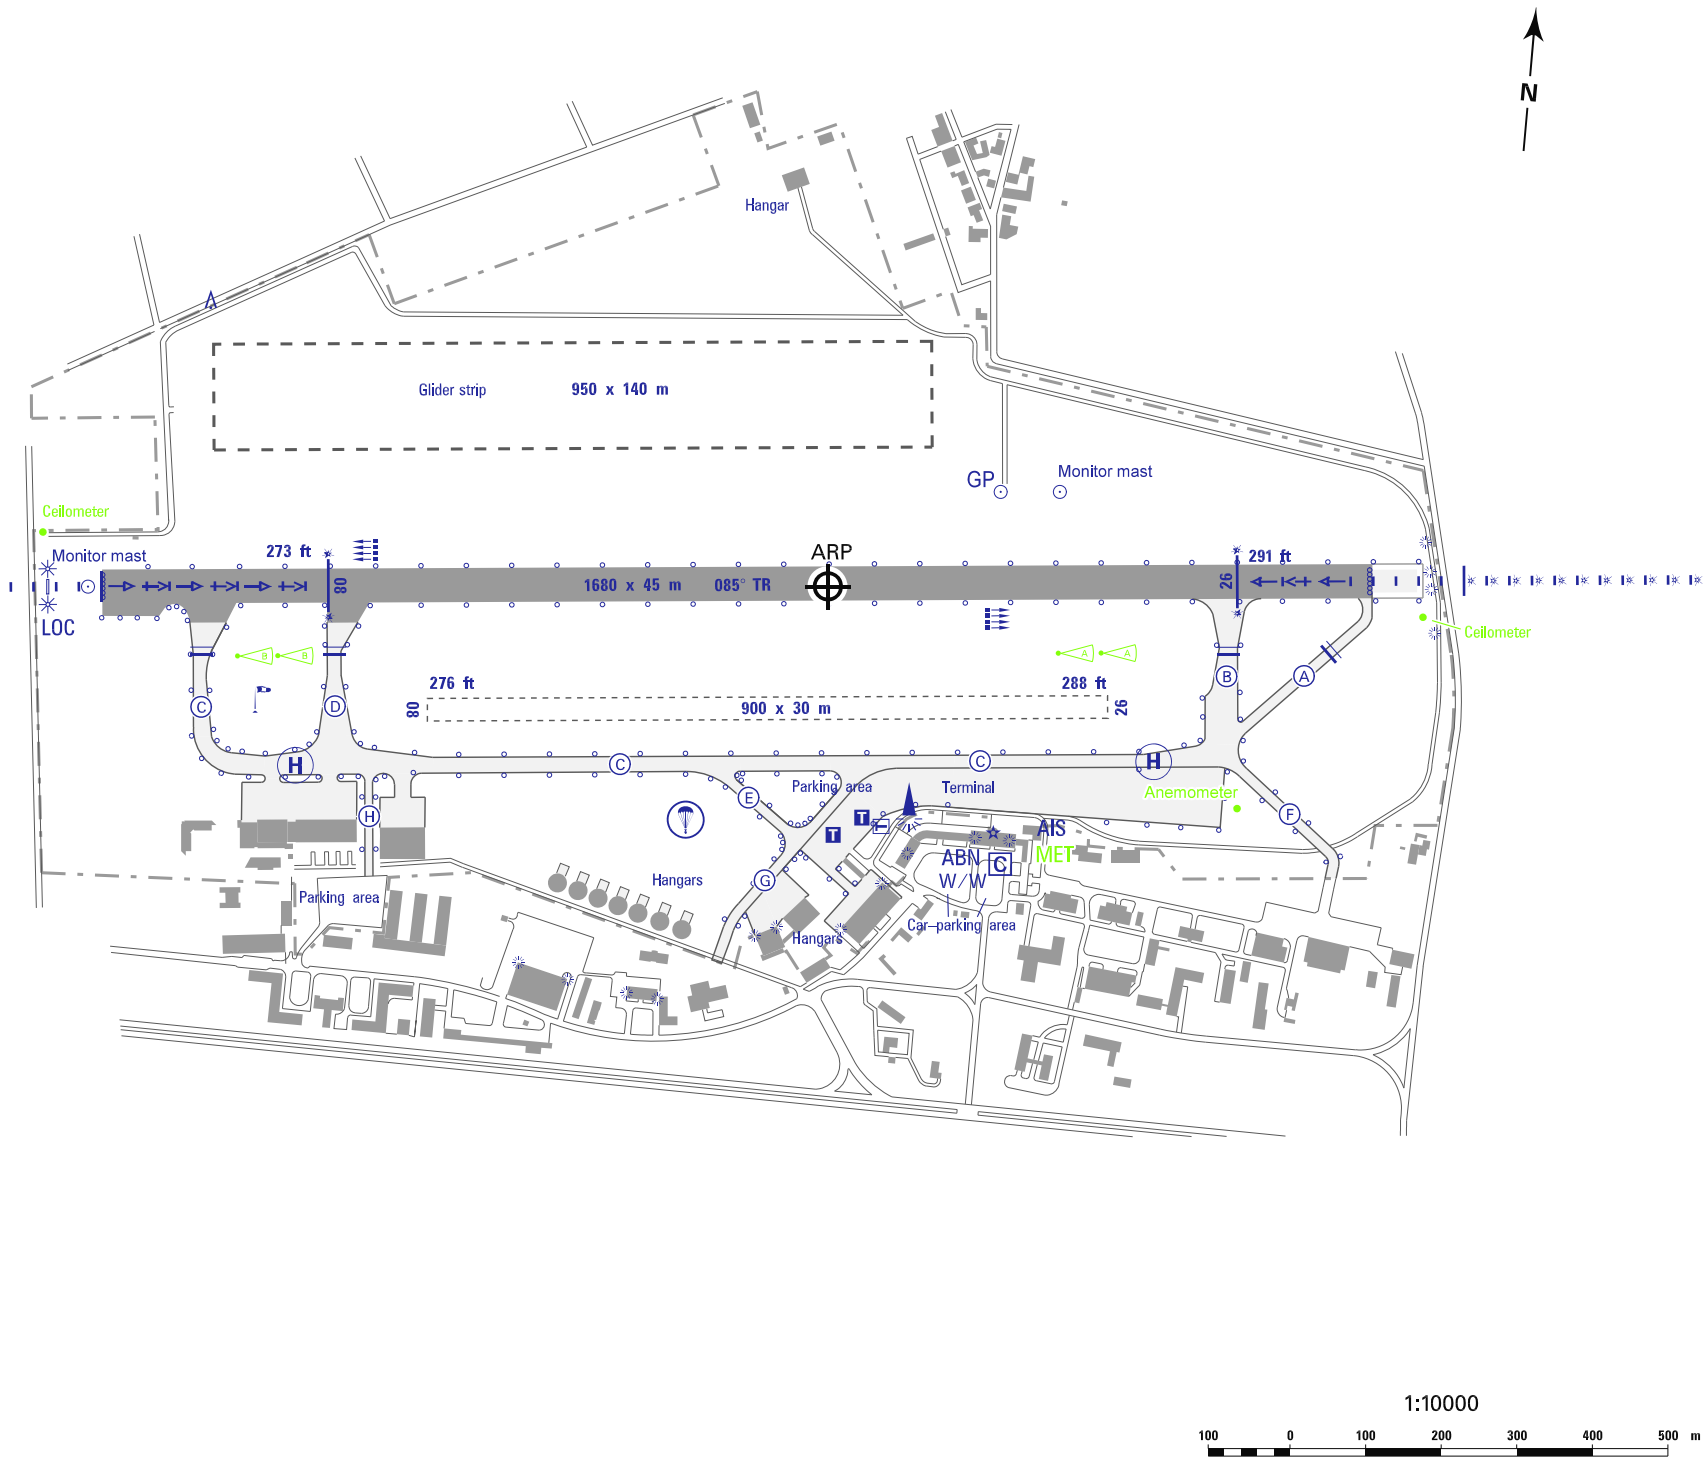 N
Hangar
Glider strip 950 x 140 m
GP
Monitor mast
Ceilometer
Monitor mast
273 ft
ARP
291 ft
80
1680 x 45 m 085° TR
26
LOC
Ceilometer
B
B
A
A
276 ft
288 ft
B
A
C
D
80
900 x 30 m
26
H
C
C
H
Parking area
Terminal
Anemometer
E
H
T
T
T
F
AIS
MET
ABN
W/W
C
Hangars
G
Parking area
Hangars
Car-parking area
1:10000
100 0 100 200 300 400 500 m